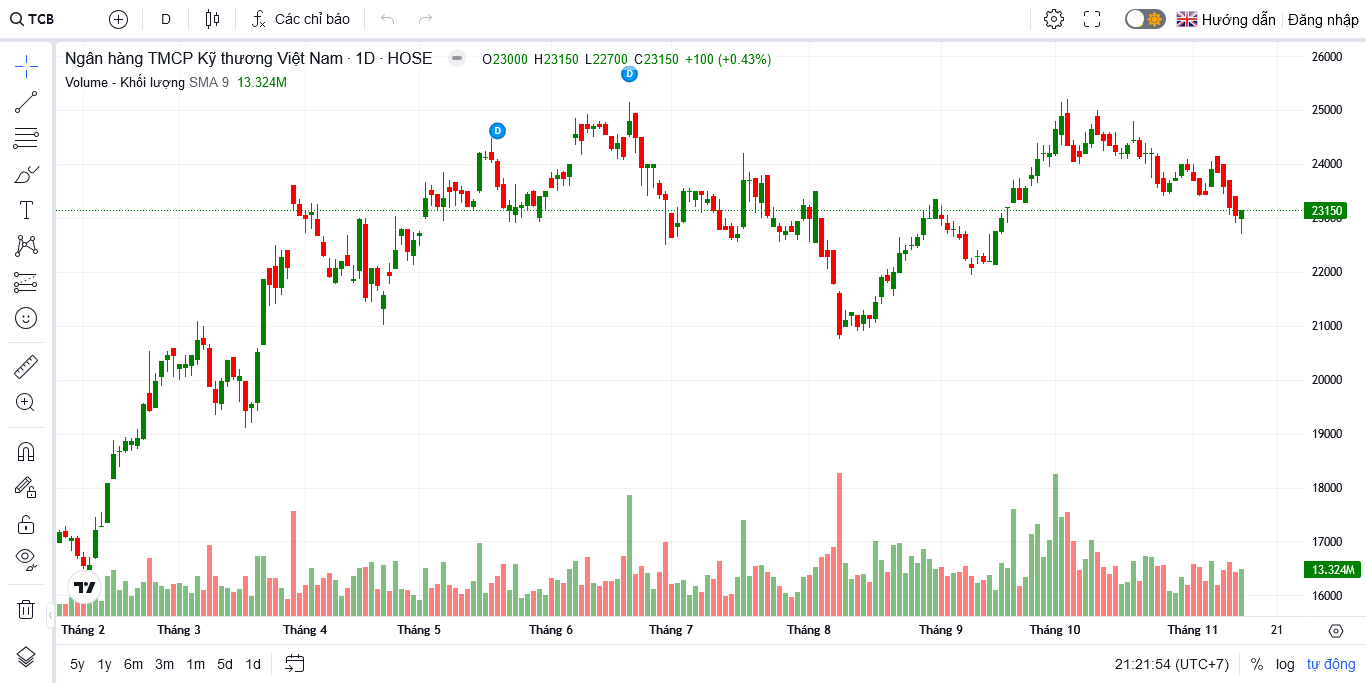 TCB D Các chỉ báo Hướng dẫn Đăng nhập
Ngân hàng TMCP Kỹ thương Việt Nam · 1D · HOSE O23000 H23150 L22700 C23150 +100 (+0.43%)
Volume - Khối lượng SMA 9 13.324M
D
D
26000
25000
24000
23150
23000
22000
21000
20000
19000
18000
17000
13.324M
16000
Tháng 2 Tháng 3 Tháng 4 Tháng 5 Tháng 6 Tháng 7 Tháng 8 Tháng 9 Tháng 10 Tháng 11 21
5y 1y 6m 3m 1m 5d 1d 21:21:54 (UTC+7) % log tự động